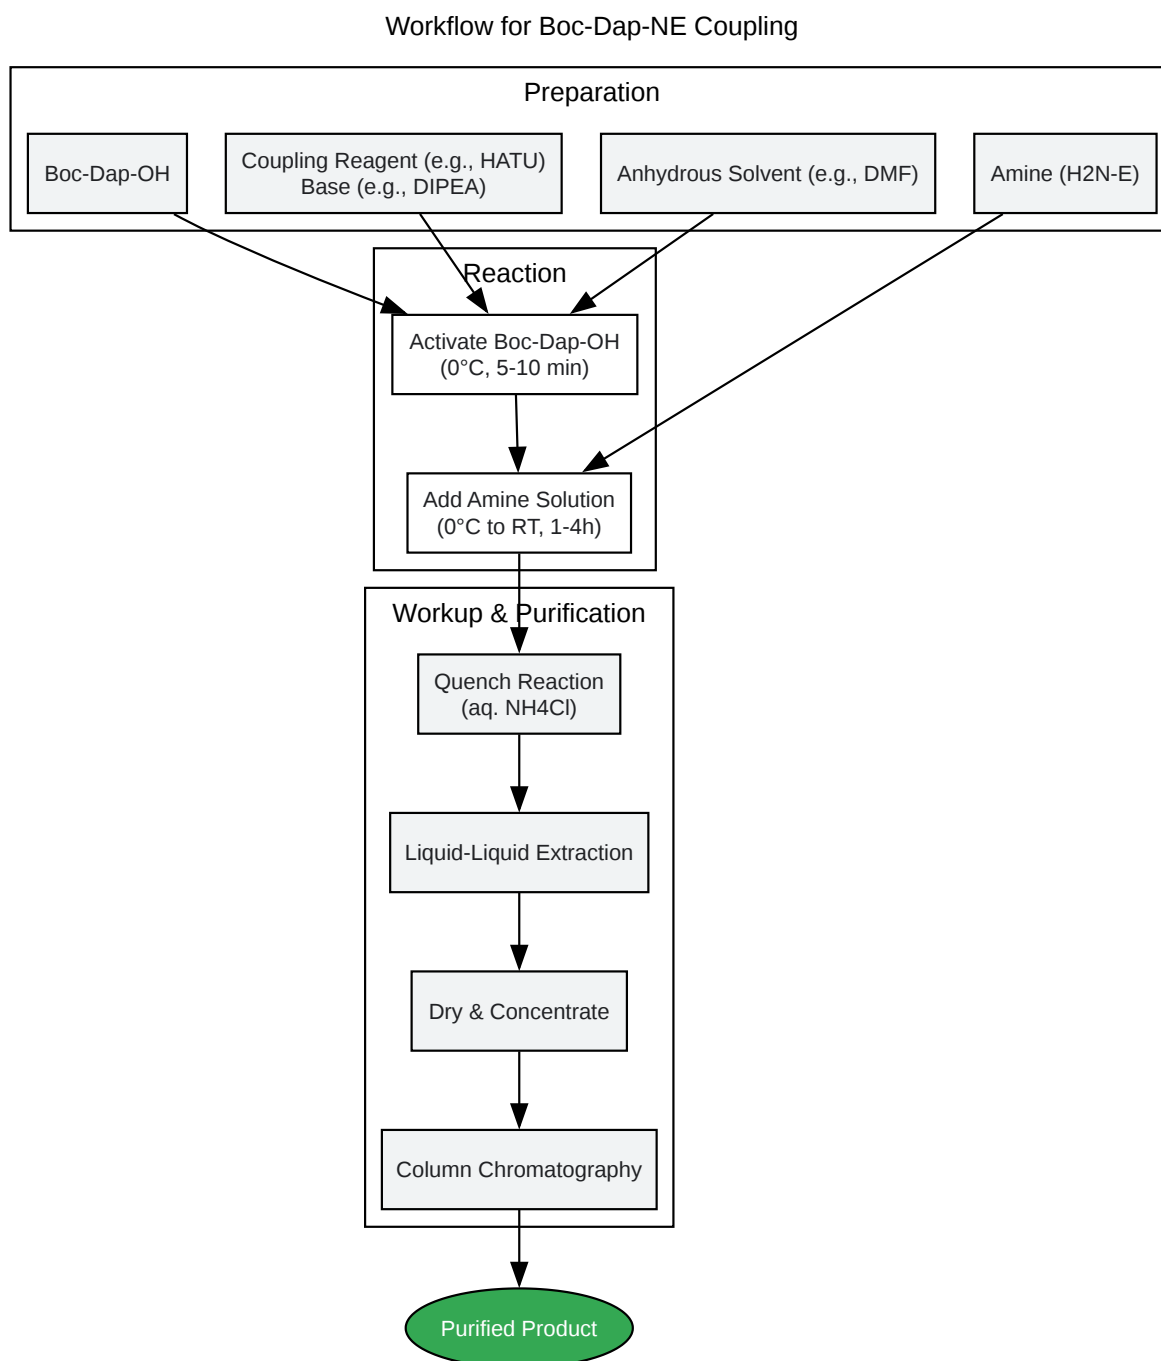 Workflow for Boc-Dap-NE Coupling
Preparation
Boc-Dap-OH
Coupling Reagent (e.g., HATU)
Base (e.g., DIPEA)
Anhydrous Solvent (e.g., DMF)
Amine (H2N-E)
Reaction
Activate Boc-Dap-OH
(0°C, 5-10 min)
Add Amine Solution
(0°C to RT, 1-4h)
Workup & Purification
Quench Reaction
(aq. NH4Cl)
Liquid-Liquid Extraction
Dry & Concentrate
Column Chromatography
Purified Product